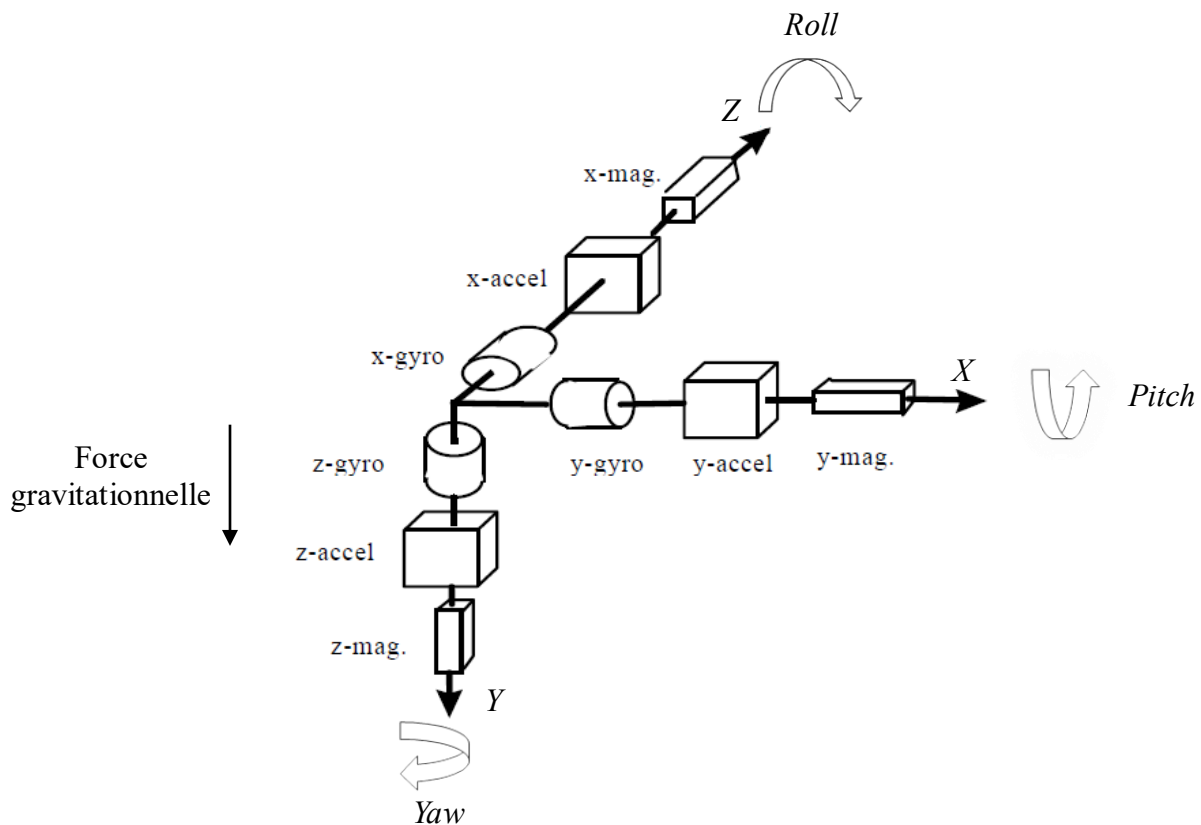 Roll
Z
x-mag.
x-accel
x-gyro
X
Pitch
Force
gravitationnelle
z-gyro
y-gyro
y-accel
y-mag.
z-accel
z-mag.
Y
Yaw